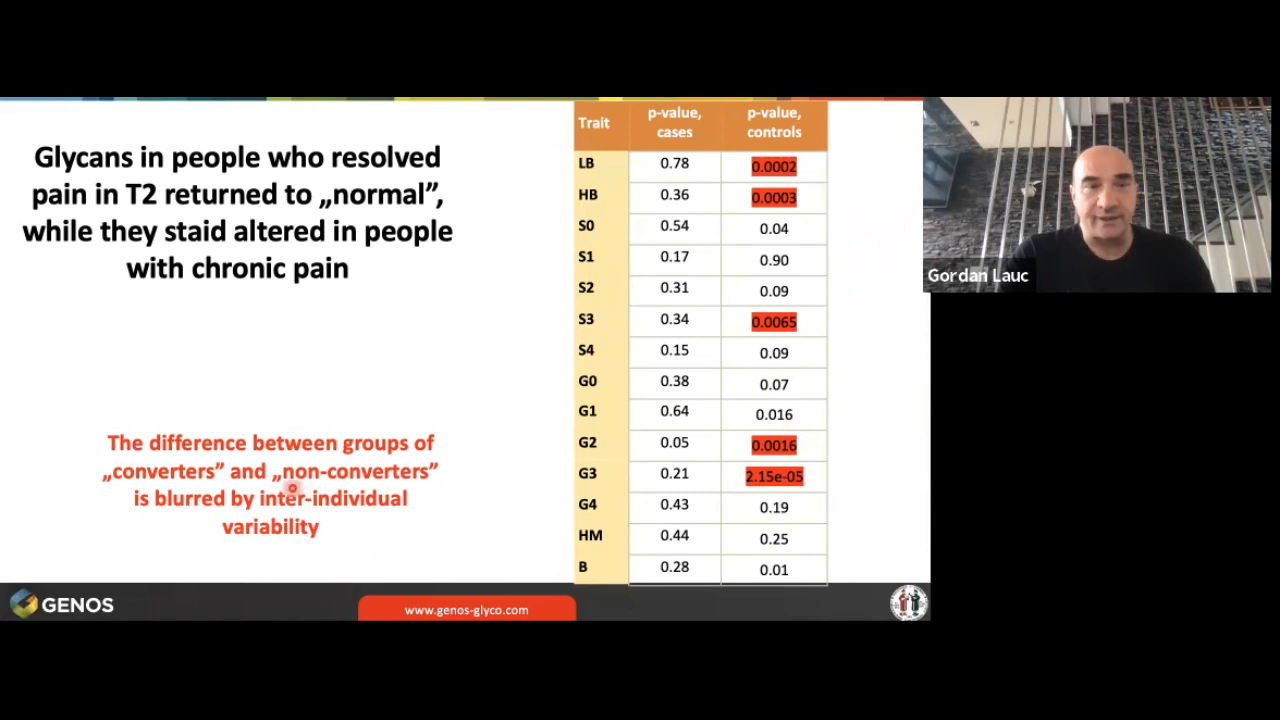 Glycans in people who resolved
pain in T2 returned to „normal”,
while they staid altered in people
with chronic pain
The difference between groups of
„converters” and „non-converters”
is blurred by inter-individual
variability
Trait p-value, cases p-value, controls
LB 0.78 0.0002
HB 0.36 0.0003
S0 0.54 0.04
S1 0.17 0.90
S2 0.31 0.09
S3 0.34 0.0065
S4 0.15 0.09
G0 0.38 0.07
G1 0.64 0.016
G2 0.05 0.0016
G3 0.21 2.15e-05
G4 0.43 0.19
HM 0.44 0.25
B 0.28 0.01
GENOS
www.genos-glyco.com
Gordan Lauc